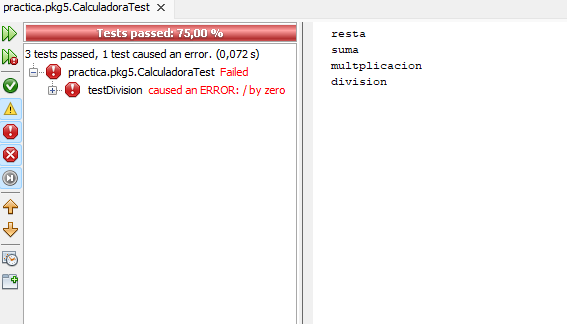 practica.pkg5.CalculadoraTest
Tests passed: 75,00 %
3 tests passed, 1 test caused an error. (0,072 s)
practica.pkg5.CalculadoraTest Failed
testDivision caused an ERROR: / by zero
resta
suma
multplicacion
division